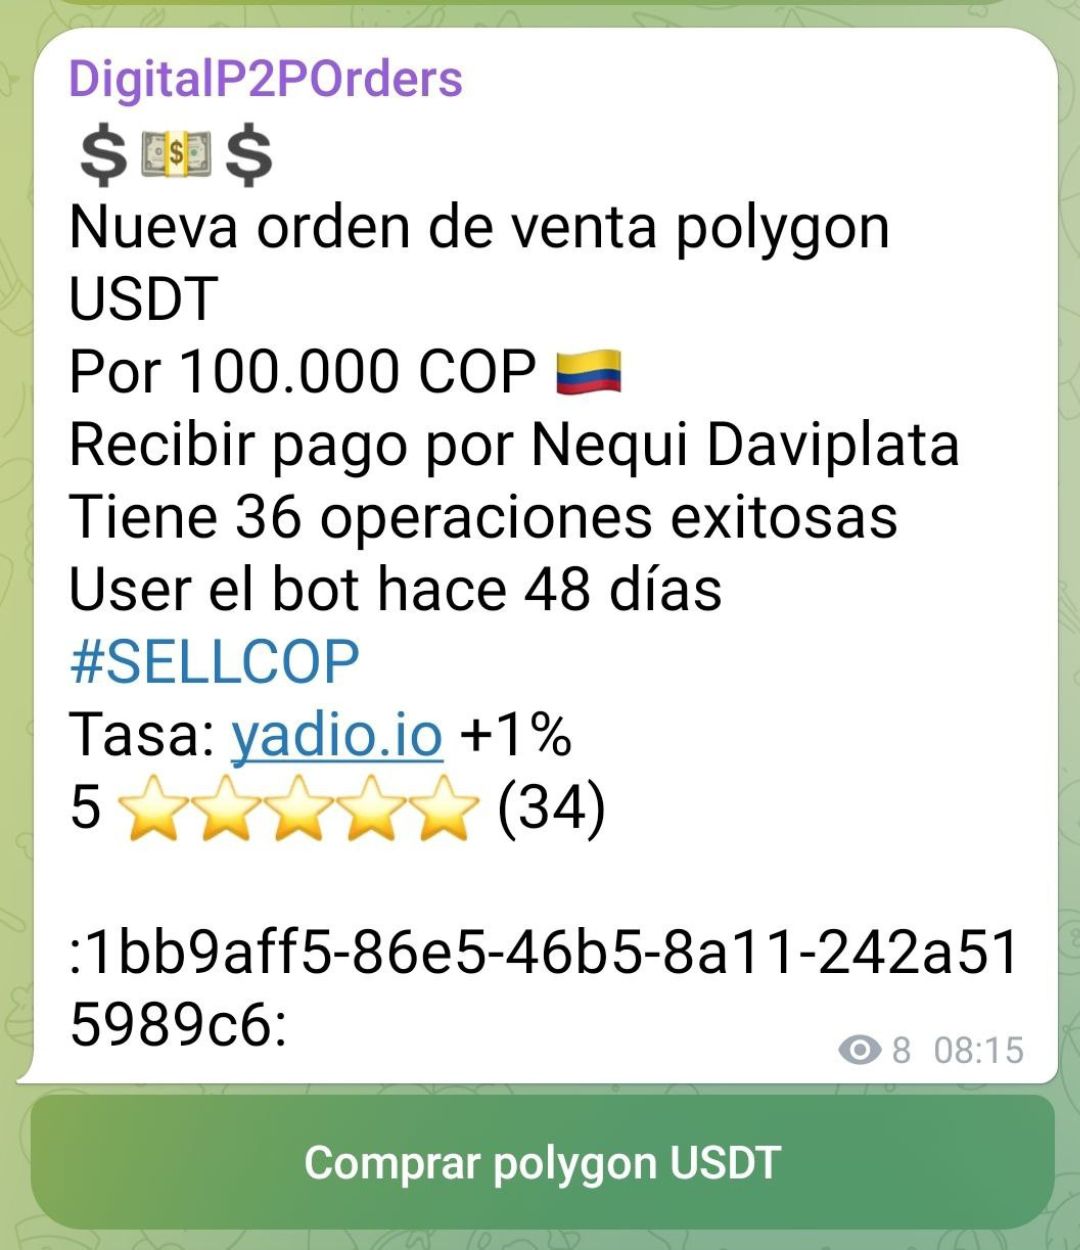 DigitalP2POrders
💲💵💲
Nueva orden de venta polygon
USDT
Por 100.000 COP 🇨🇴
Recibir pago por Nequi Daviplata
Tiene 36 operaciones exitosas
User el bot hace 48 días
#SELLCOP
Tasa: yadio.io +1%
5 ⭐⭐⭐⭐⭐ (34)
:1bb9aff5-86e5-46b5-8a11-242a51
5989c6:
8 08:15
Comprar polygon USDT